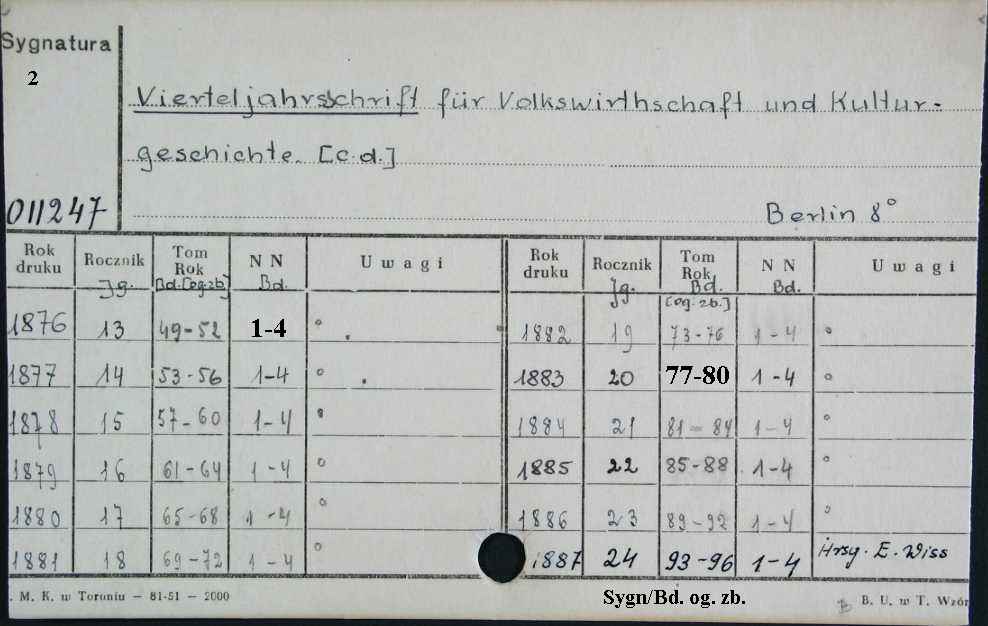 Sygnatura
2
Vierteljahrsschrift für Volkswirthschaft und Kultur-
geschichte. [c.d.]
011247
Berlin 8°
Rok druku Rocznik Jg. Tom Rok Bd. [og. zb.] N N Bd. Uwagi Rok druku Rocznik Jg. Tom Rok Bd. [og. zb.] N N Bd. Uwagi
1876 13 49-52 1-4 ° 1882 19 73-76 1-4 °
1877 14 53-56 1-4 ° 1883 20 77-80 1-4 °
1878 15 57-60 1-4 ° 1884 21 81-84 1-4 °
1879 16 61-64 1-4 ° 1885 22 85-88 1-4 °
1880 17 65-68 1-4 ° 1886 23 89-92 1-4 °
1881 18 69-72 1-4 ° 1887 24 93-96 1-4 Hrsg. E. Wiss
. M. K. w Toruniu — 81-51 — 2000 Sygn/Bd. og. zb. B. U. w T. Wzór